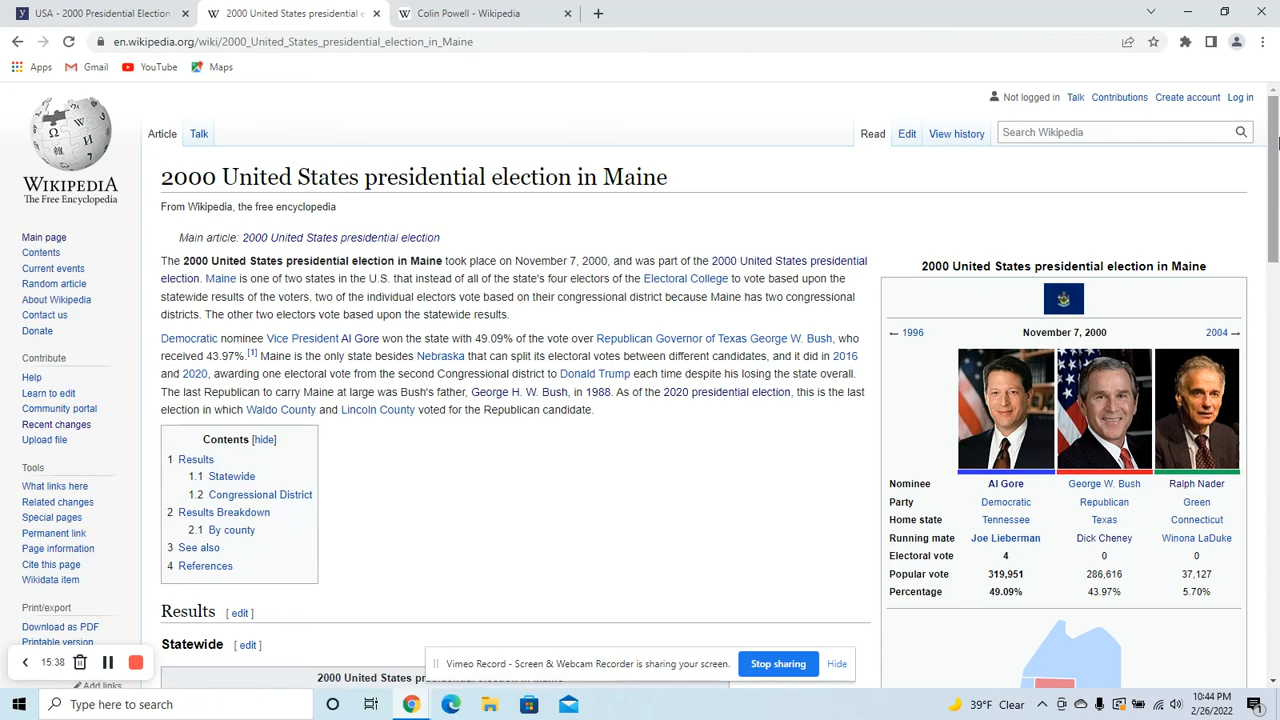 USA - 2000 Presidential Election
2000 United States presidential e
Colin Powell - Wikipedia
en.wikipedia.org/wiki/2000_United_States_presidential_election_in_Maine
Apps
Gmail
YouTube
Maps
Not logged in
Talk
Contributions
Create account
Log in
Article
Talk
Read
Edit
View history
Search Wikipedia
WIKIPEDIA
The Free Encyclopedia
Main page
Contents
Current events
Random article
About Wikipedia
Contact us
Donate
Contribute
Help
Learn to edit
Community portal
Recent changes
Upload file
Tools
What links here
Related changes
Special pages
Permanent link
Page information
Cite this page
Wikidata item
Print/export
Download as PDF
Printable version
Add links
2000 United States presidential election in Maine
From Wikipedia, the free encyclopedia
Main article: 2000 United States presidential election
The 2000 United States presidential election in Maine took place on November 7, 2000, and was part of the 2000 United States presidential
election. Maine is one of two states in the U.S. that instead of all of the state's four electors of the Electoral College to vote based upon the
statewide results of the voters, two of the individual electors vote based on their congressional district because Maine has two congressional
districts. The other two electors vote based upon the statewide results.
Democratic nominee Vice President Al Gore won the state with 49.09% of the vote over Republican Governor of Texas George W. Bush, who
received 43.97%.[1] Maine is the only state besides Nebraska that can split its electoral votes between different candidates, and it did in 2016
and 2020, awarding one electoral vote from the second Congressional district to Donald Trump each time despite his losing the state overall.
The last Republican to carry Maine at large was Bush's father, George H. W. Bush, in 1988. As of the 2020 presidential election, this is the last
election in which Waldo County and Lincoln County voted for the Republican candidate.
Contents [hide]
1 Results
1.1 Statewide
1.2 Congressional District
2 Results Breakdown
2.1 By county
3 See also
4 References
Results [ edit ]
Statewide [ edit ]
2000 United States presidential election in Maine
2000 United States presidential election in Maine
← 1996 November 7, 2000 2004 →
Nominee Al Gore George W. Bush Ralph Nader
Party Democratic Republican Green
Home state Tennessee Texas Connecticut
Running mate Joe Lieberman Dick Cheney Winona LaDuke
Electoral vote 4 0 0
Popular vote 319,951 286,616 37,127
Percentage 49.09% 43.97% 5.70%
15:38
Vimeo Record - Screen & Webcam Recorder is sharing your screen.
Stop sharing
Hide
Type here to search
39°F Clear
10:44 PM
2/26/2022
1